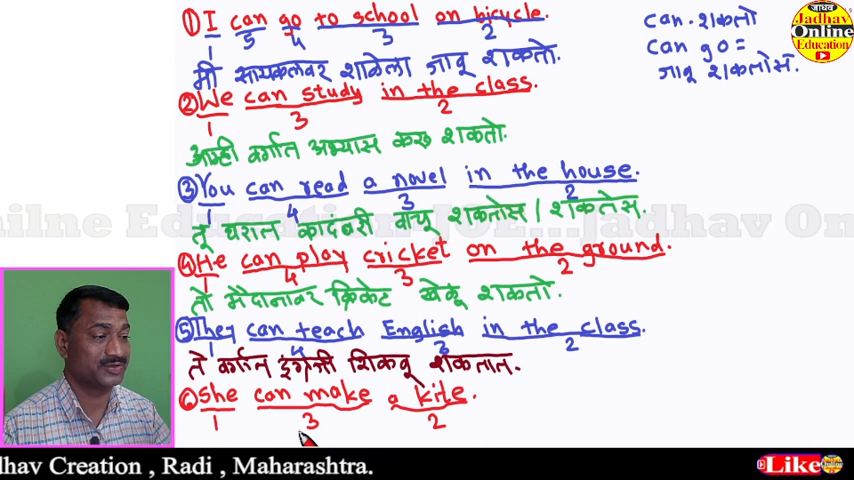 ① I can go to school on bicycle.
1 5 4 3 2
मी सायकलवर शाळेला जावू शकतो.
② We can study in the class.
1 3 2
आम्ही वर्गात अभ्यास करू शकतो.
③ You can read a novel in the house.
1 4 3 2
तू घरात कादंबरी वाचू शकतोस / शकतेस.
④ He can play cricket on the ground.
1 4 3 2
तो मैदानावर क्रिकेट खेळू शकतो.
⑤ They can teach English in the class.
1 4 3 2
ते वर्गात इंग्रजी शिकवू शकतात.
⑥ She can make a kite.
1 3 2
can - शकतो
can go =
जावू शकतोस.
जाधव
Jadhav
Online
Education
Education JOE...Jadhav On
dhav Creation , Radi , Maharashtra.
Like